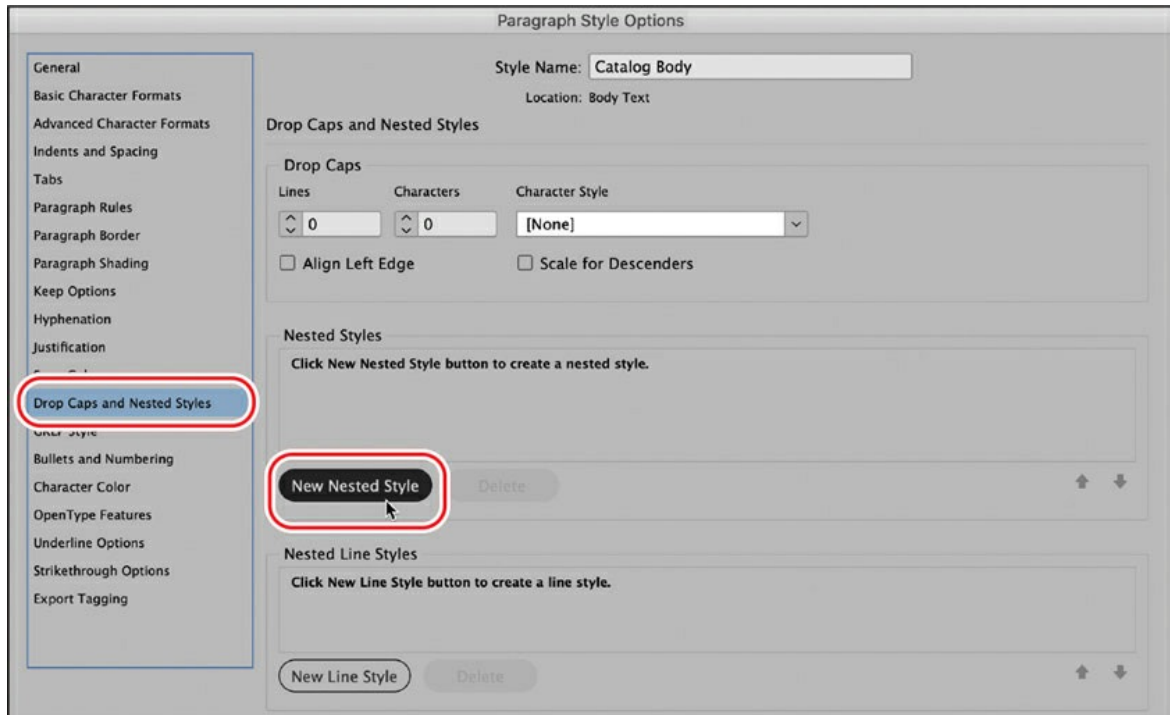 Paragraph Style Options
General
Basic Character Formats
Advanced Character Formats
Indents and Spacing
Tabs
Paragraph Rules
Paragraph Border
Paragraph Shading
Keep Options
Hyphenation
Justification
Drop Caps and Nested Styles
GREP Style
Bullets and Numbering
Character Color
OpenType Features
Underline Options
Strikethrough Options
Export Tagging
Style Name: Catalog Body
Location: Body Text
Drop Caps and Nested Styles
Drop Caps
Lines Characters Character Style
0 0 [None]
Align Left Edge Scale for Descenders
Nested Styles
Click New Nested Style button to create a nested style.
New Nested Style Delete
Nested Line Styles
Click New Line Style button to create a line style.
New Line Style Delete